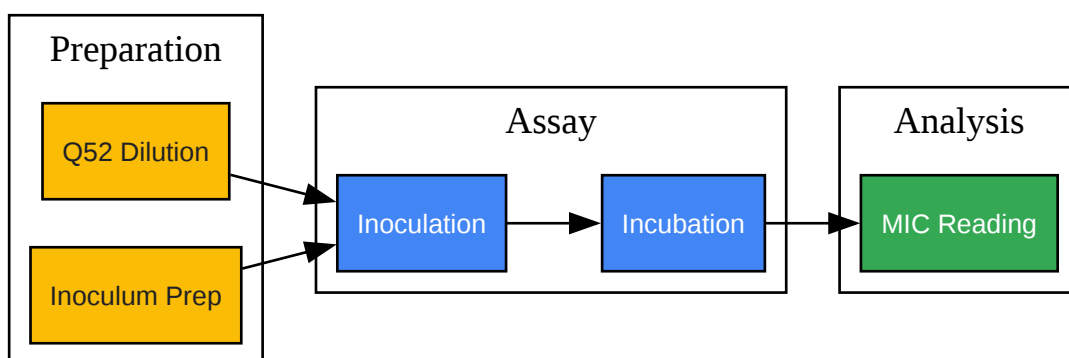 Preparation
Q52 Dilution
Inoculum Prep
Assay
Inoculation
Incubation
Analysis
MIC Reading